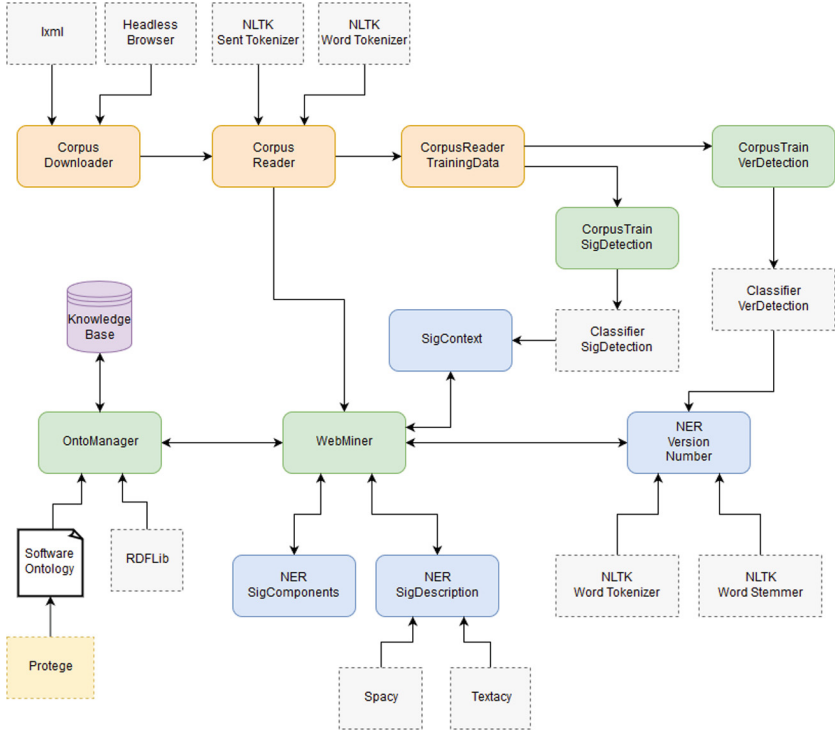 lxml
Headless
Browser
NLTK
Sent Tokenizer
NLTK
Word Tokenizer
Corpus
Downloader
Corpus
Reader
CorpusReader
TrainingData
CorpusTrain
VerDetection
CorpusTrain
SigDetection
Knowledge
Base
SigContext
Classifier
SigDetection
Classifier
VerDetection
OntoManager
WebMiner
NER
Version
Number
Software
Ontology
RDFLib
NER
SigComponents
NER
SigDescription
NLTK
Word Tokenizer
NLTK
Word Stemmer
Protege
Spacy
Textacy